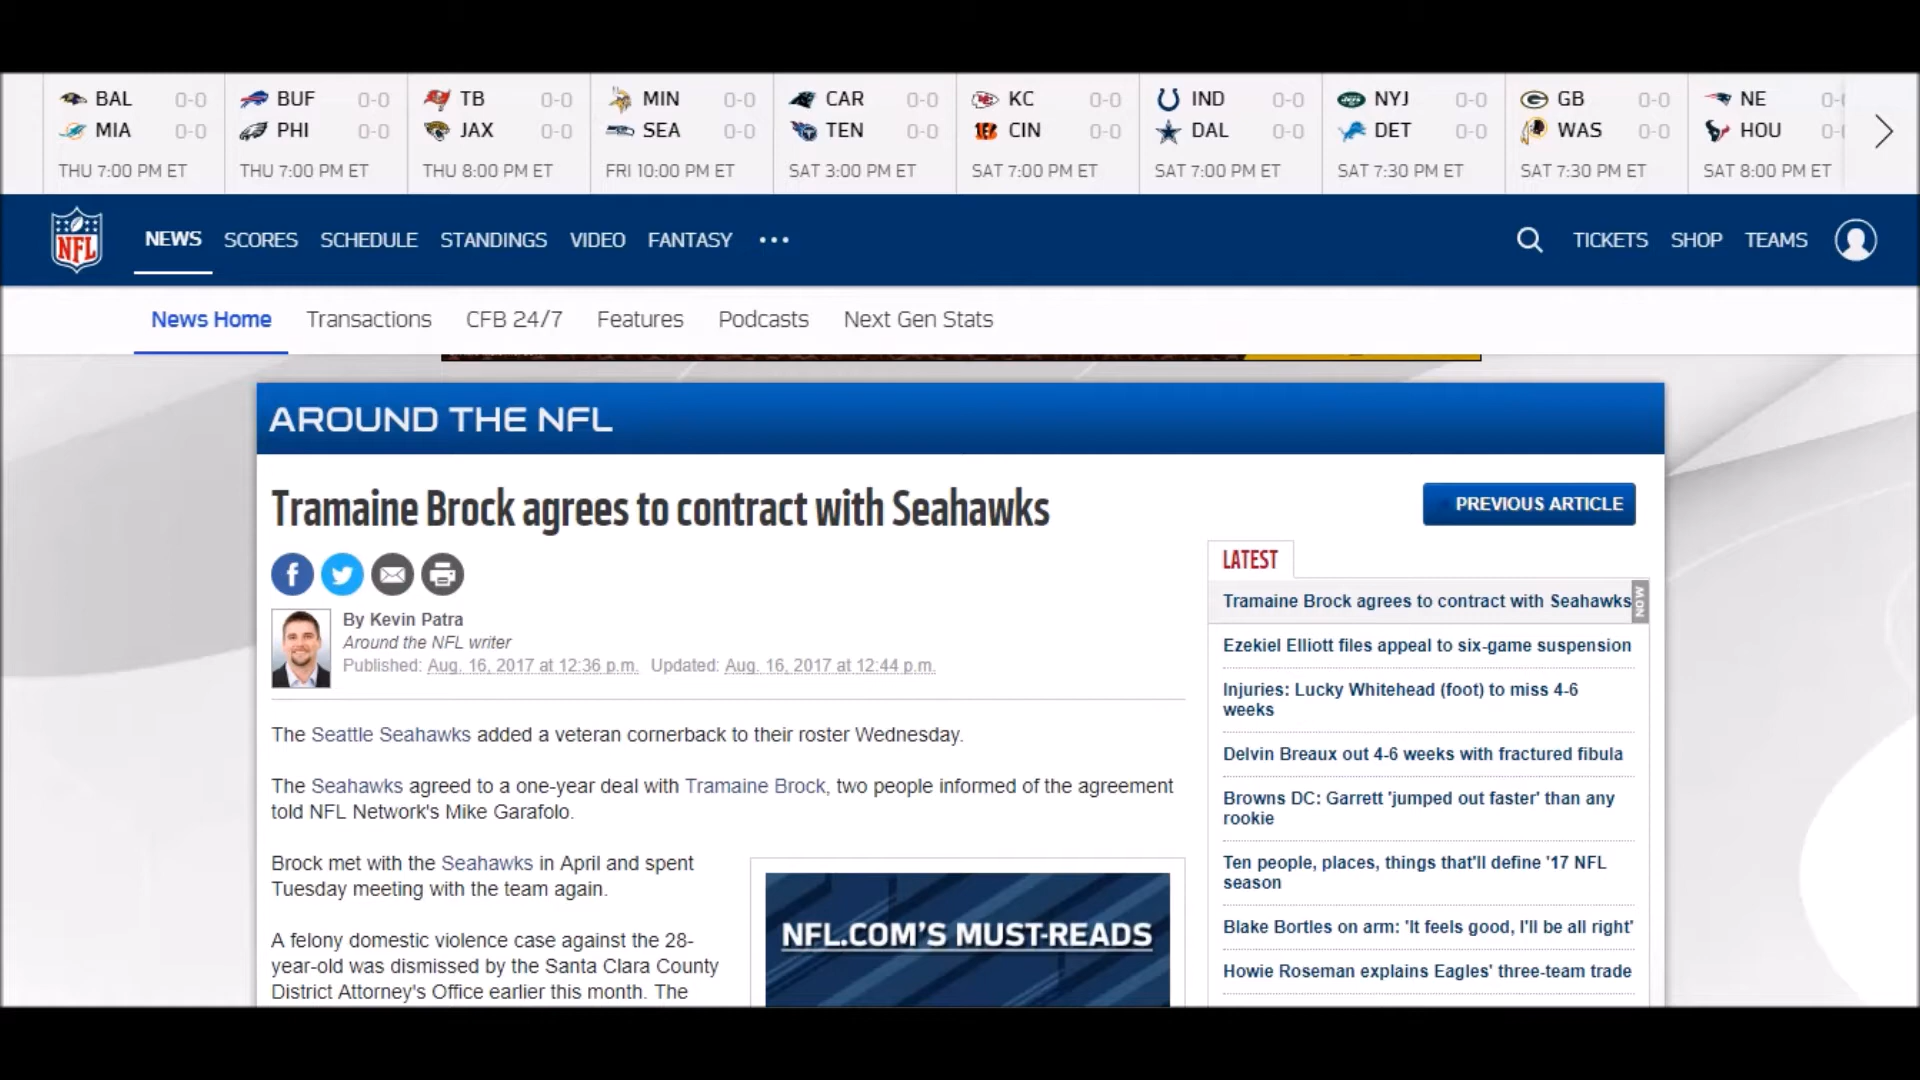 BAL 0-0
MIA 0-0
THU 7:00 PM ET
BUF 0-0
PHI 0-0
THU 7:00 PM ET
TB 0-0
JAX 0-0
THU 8:00 PM ET
MIN 0-0
SEA 0-0
FRI 10:00 PM ET
CAR 0-0
TEN 0-0
SAT 3:00 PM ET
KC 0-0
CIN 0-0
SAT 7:00 PM ET
IND 0-0
DAL 0-0
SAT 7:00 PM ET
NYJ 0-0
DET 0-0
SAT 7:30 PM ET
GB 0-0
WAS 0-0
SAT 7:30 PM ET
NE 0-
HOU 0-
SAT 8:00 PM ET
NFL NEWS SCORES SCHEDULE STANDINGS VIDEO FANTASY ••• TICKETS SHOP TEAMS
News Home Transactions CFB 24/7 Features Podcasts Next Gen Stats
AROUND THE NFL
Tramaine Brock agrees to contract with Seahawks
By Kevin Patra
Around the NFL writer
Published: Aug. 16, 2017 at 12:36 p.m. Updated: Aug. 16, 2017 at 12:44 p.m.
The Seattle Seahawks added a veteran cornerback to their roster Wednesday.
The Seahawks agreed to a one-year deal with Tramaine Brock, two people informed of the agreement
told NFL Network's Mike Garafolo.
Brock met with the Seahawks in April and spent
Tuesday meeting with the team again.
A felony domestic violence case against the 28-
year-old was dismissed by the Santa Clara County
District Attorney's Office earlier this month. The
NFL.COM'S MUST-READS
PREVIOUS ARTICLE
LATEST
Tramaine Brock agrees to contract with Seahawks
NOW
Ezekiel Elliott files appeal to six-game suspension
Injuries: Lucky Whitehead (foot) to miss 4-6
weeks
Delvin Breaux out 4-6 weeks with fractured fibula
Browns DC: Garrett 'jumped out faster' than any
rookie
Ten people, places, things that'll define '17 NFL
season
Blake Bortles on arm: 'It feels good, I'll be all right'
Howie Roseman explains Eagles' three-team trade